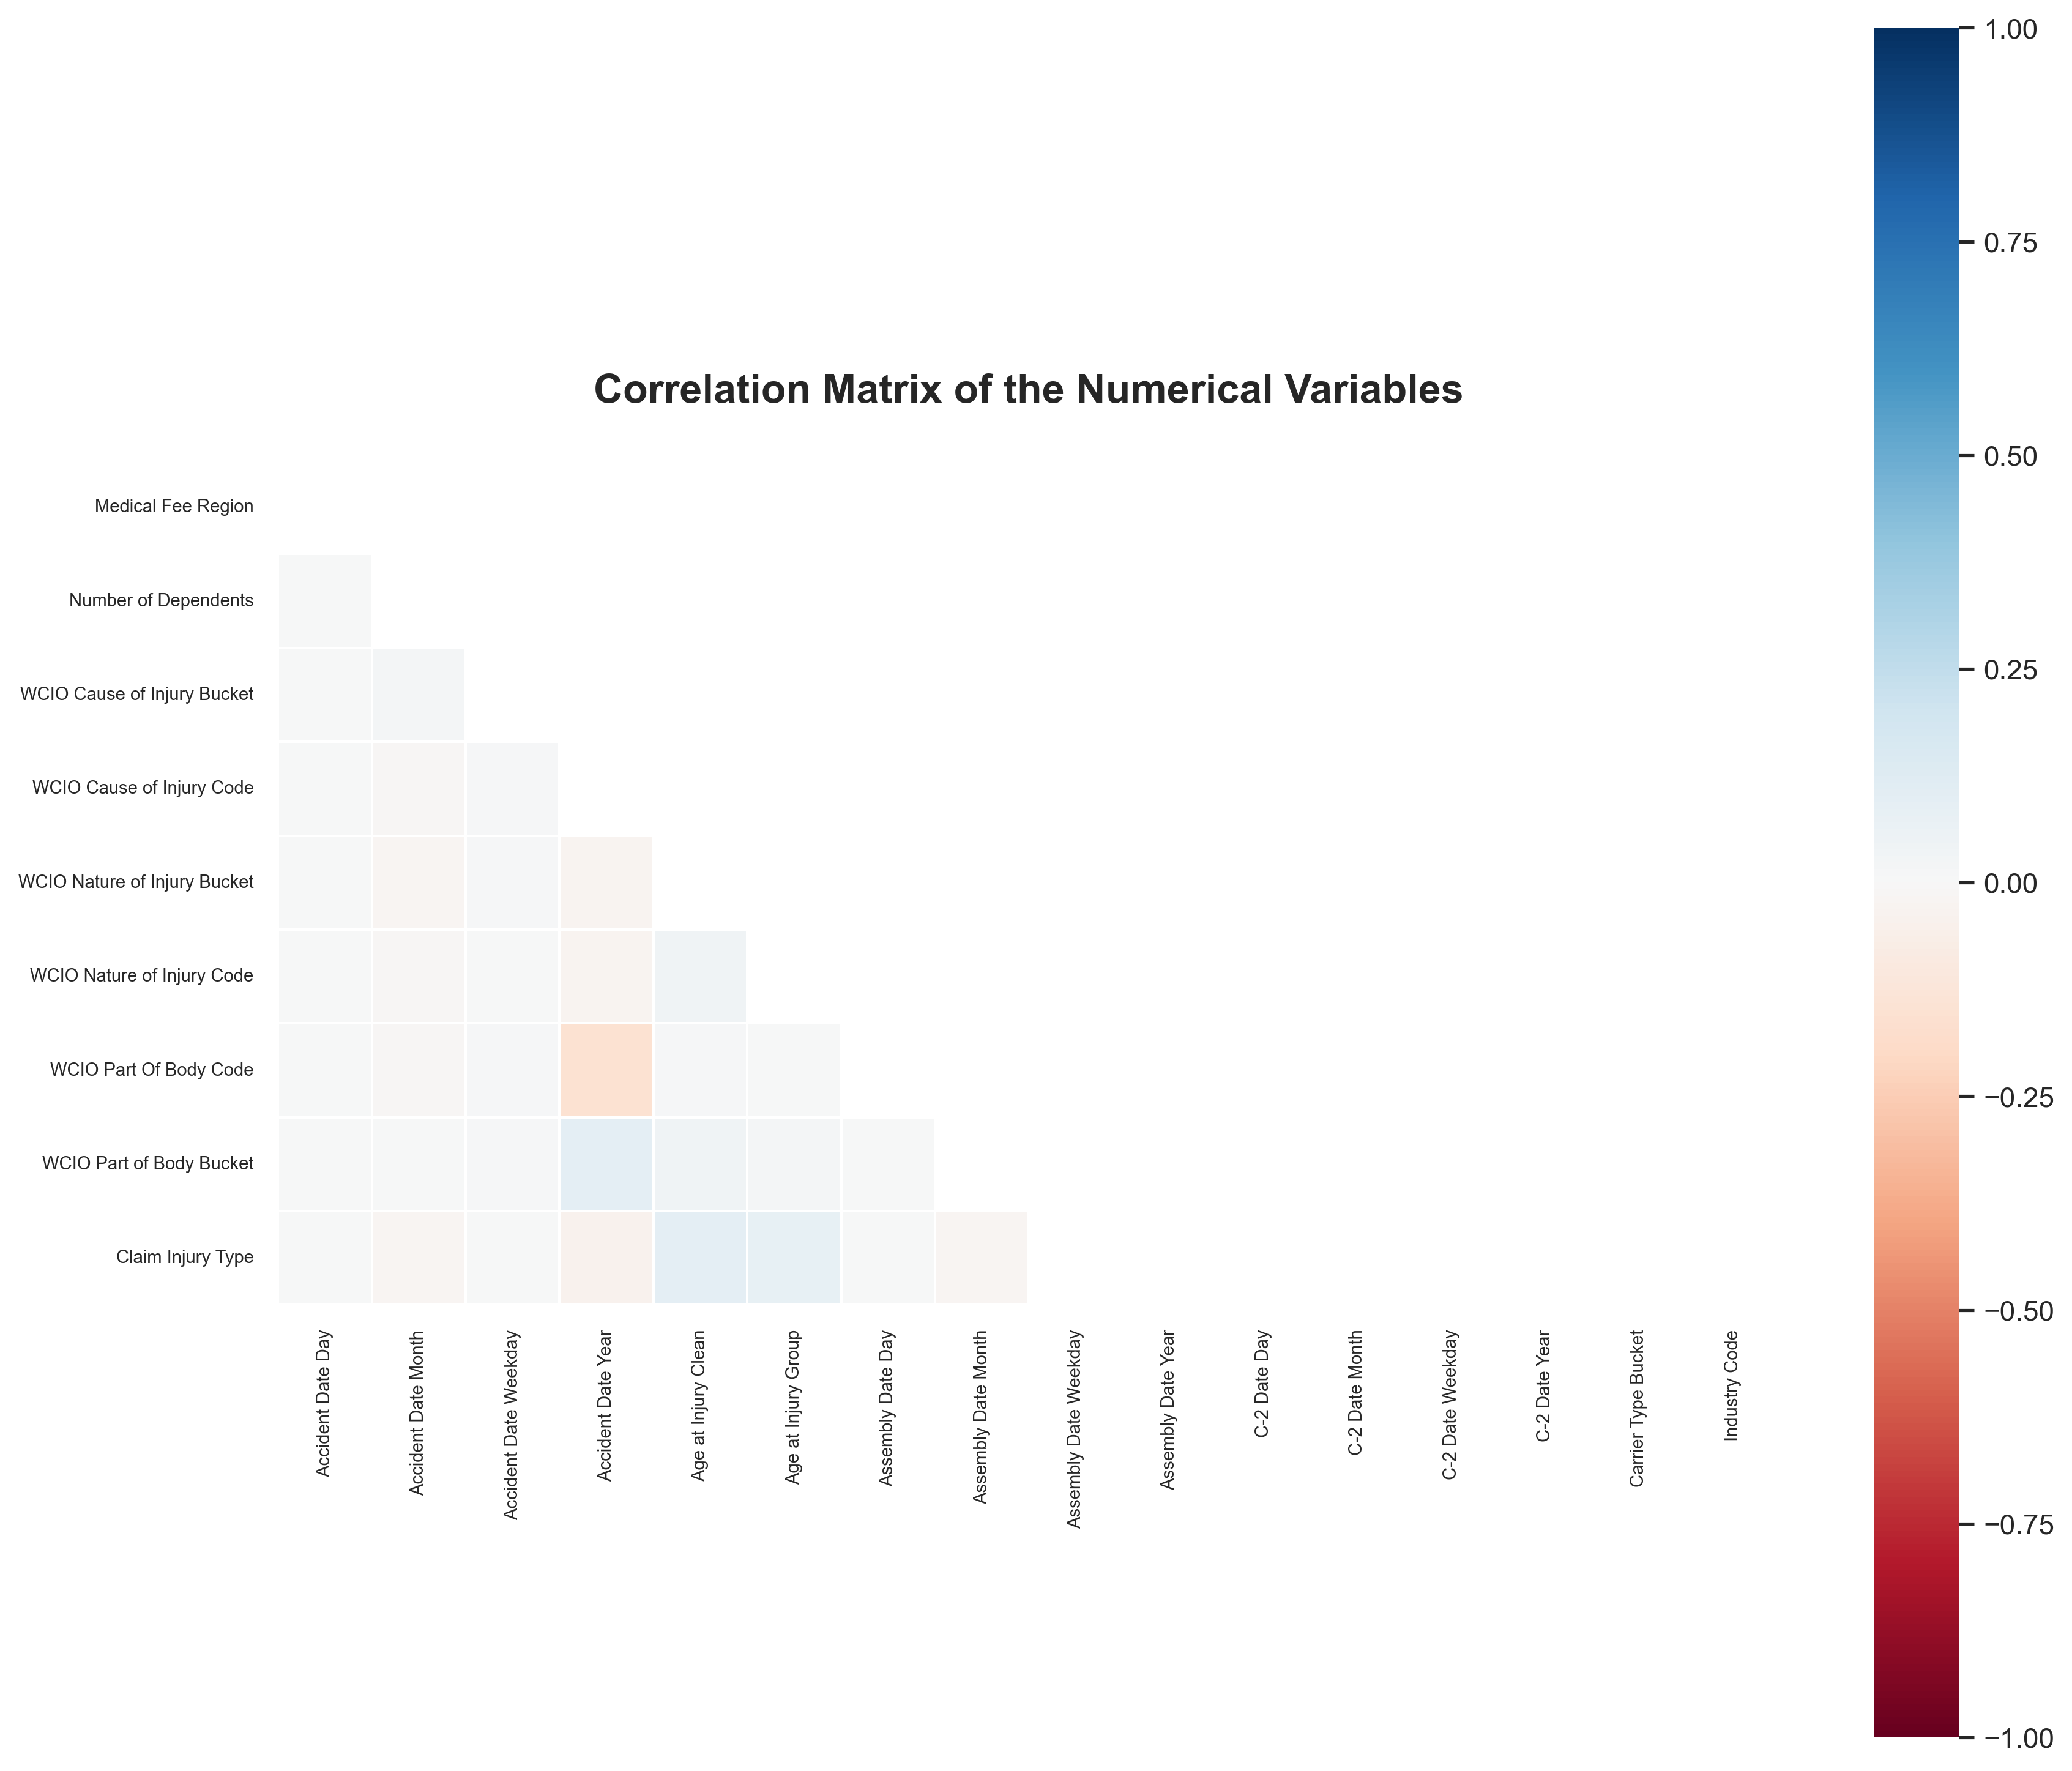 Correlation Matrix of the Numerical Variables
Medical Fee Region
Number of Dependents
WCIO Cause of Injury Bucket
WCIO Cause of Injury Code
WCIO Nature of Injury Bucket
WCIO Nature of Injury Code
WCIO Part Of Body Code
WCIO Part of Body Bucket
Claim Injury Type
Accident Date Day
Accident Date Month
Accident Date Weekday
Accident Date Year
Age at Injury Clean
Age at Injury Group
Assembly Date Day
Assembly Date Month
Assembly Date Weekday
Assembly Date Year
C-2 Date Day
C-2 Date Month
C-2 Date Weekday
C-2 Date Year
Carrier Type Bucket
Industry Code
1.00
0.75
0.50
0.25
0.00
−0.25
−0.50
−0.75
−1.00